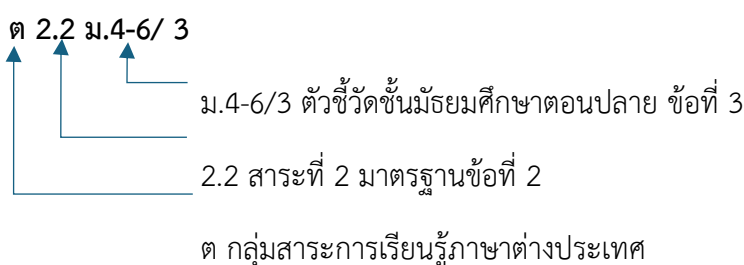 ต 2.2 ม.4-6/ 3
ม.4-6/3 ตัวชี้วัดชั้นมัธยมศึกษาตอนปลาย ข้อที่ 3
2.2 สาระที่ 2 มาตรฐานข้อที่ 2
ต กลุ่มสาระการเรียนรู้ภาษาต่างประเทศ